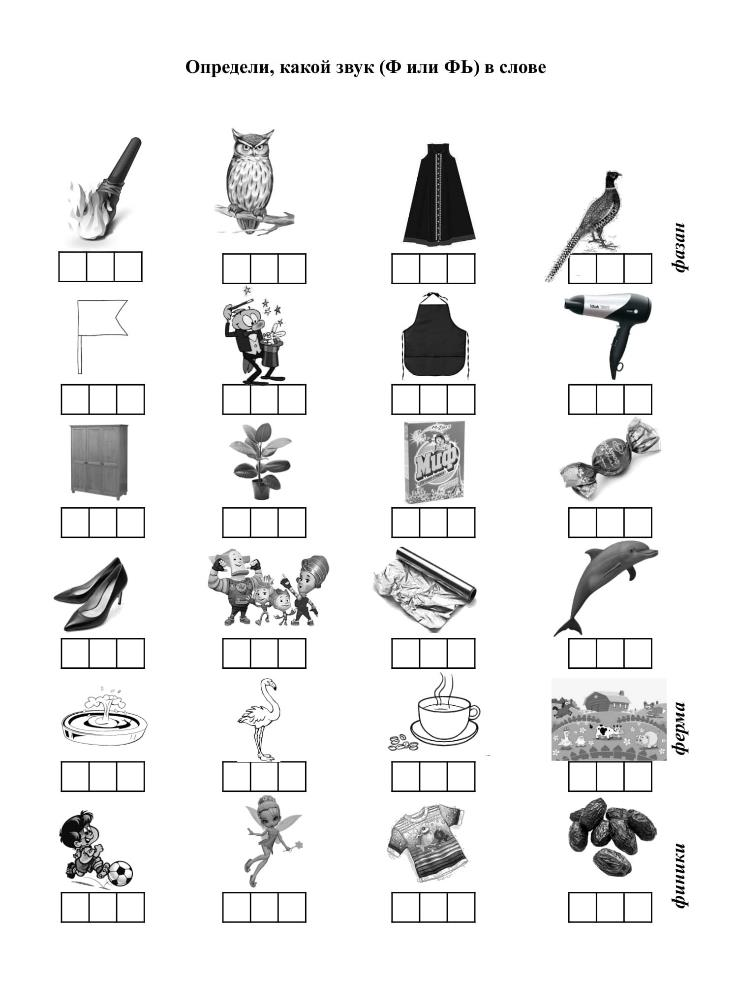 Определи, какой звук (Ф или ФЬ) в слове
фазан
Миф
ферма
финики